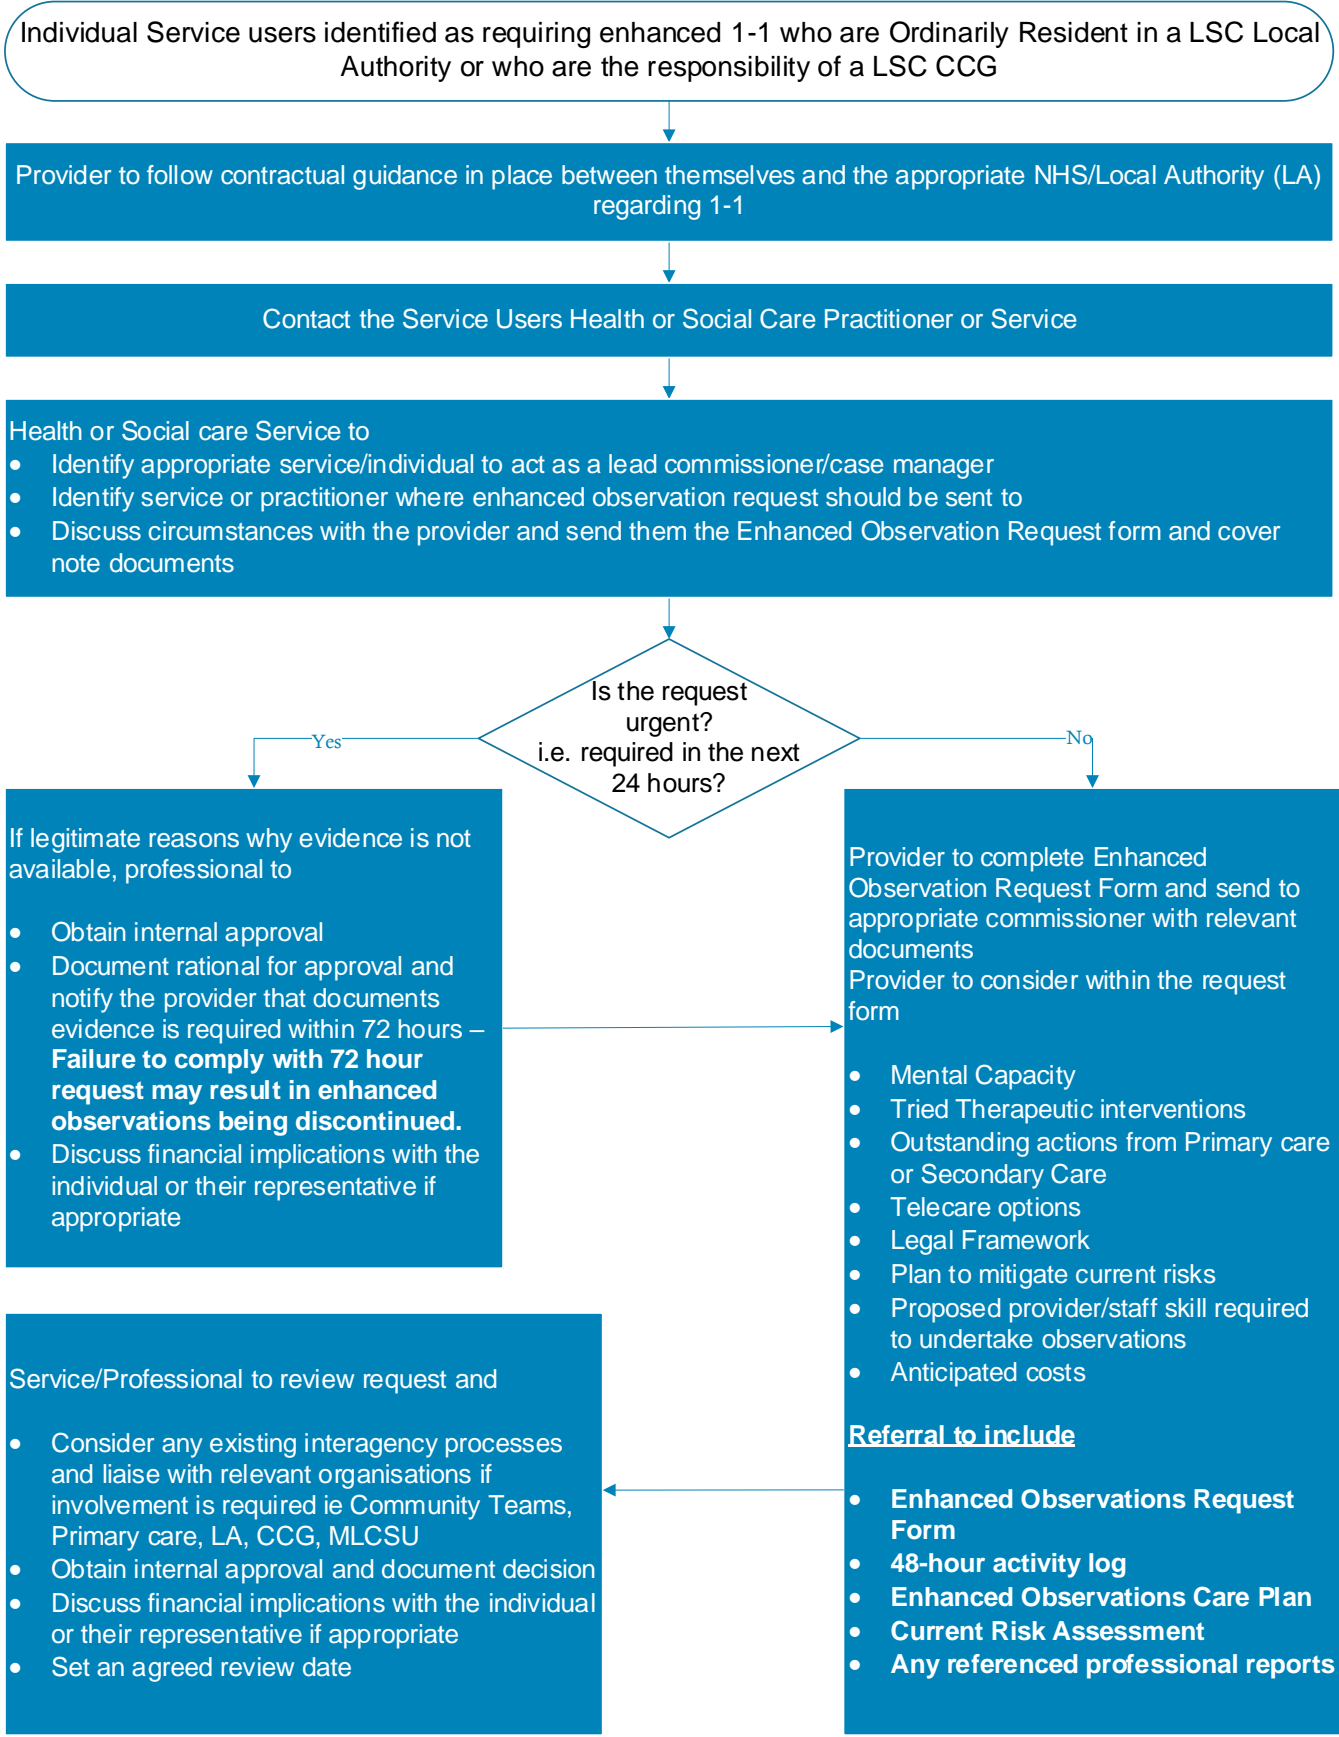 Individual Service users identified as requiring enhanced 1-1 who are Ordinarily Resident in a LSC Local
Authority or who are the responsibility of a LSC CCG
Provider to follow contractual guidance in place between themselves and the appropriate NHS/Local Authority (LA)
regarding 1-1
Contact the Service Users Health or Social Care Practitioner or Service
Health or Social care Service to
• Identify appropriate service/individual to act as a lead commissioner/case manager
• Identify service or practitioner where enhanced observation request should be sent to
• Discuss circumstances with the provider and send them the Enhanced Observation Request form and cover
note documents
Is the request
urgent?
i.e. required in the next
24 hours?
Yes
No
If legitimate reasons why evidence is not
available, professional to
• Obtain internal approval
• Document rational for approval and
notify the provider that documents
evidence is required within 72 hours –
Failure to comply with 72 hour
request may result in enhanced
observations being discontinued.
• Discuss financial implications with the
individual or their representative if
appropriate
Provider to complete Enhanced
Observation Request Form and send to
appropriate commissioner with relevant
documents
Provider to consider within the request
form
• Mental Capacity
• Tried Therapeutic interventions
• Outstanding actions from Primary care
or Secondary Care
• Telecare options
• Legal Framework
• Plan to mitigate current risks
• Proposed provider/staff skill required
to undertake observations
• Anticipated costs
Referral to include
• Enhanced Observations Request
Form
• 48-hour activity log
• Enhanced Observations Care Plan
• Current Risk Assessment
• Any referenced professional reports
Service/Professional to review request and
• Consider any existing interagency processes
and liaise with relevant organisations if
involvement is required ie Community Teams,
Primary care, LA, CCG, MLCSU
• Obtain internal approval and document decision
• Discuss financial implications with the individual
or their representative if appropriate
• Set an agreed review date